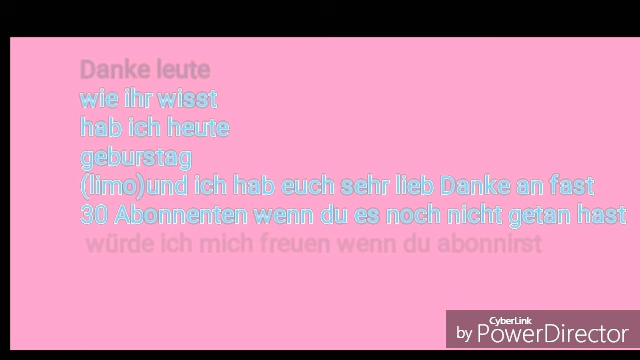 Danke leute
wie ihr wisst
hab ich heute
geburstag
(limo)und ich hab euch sehr lieb Danke an fast
30 Abonnenten wenn du es noch nicht getan hast
würde ich mich freuen wenn du abonnirst
CyberLink
by PowerDirector